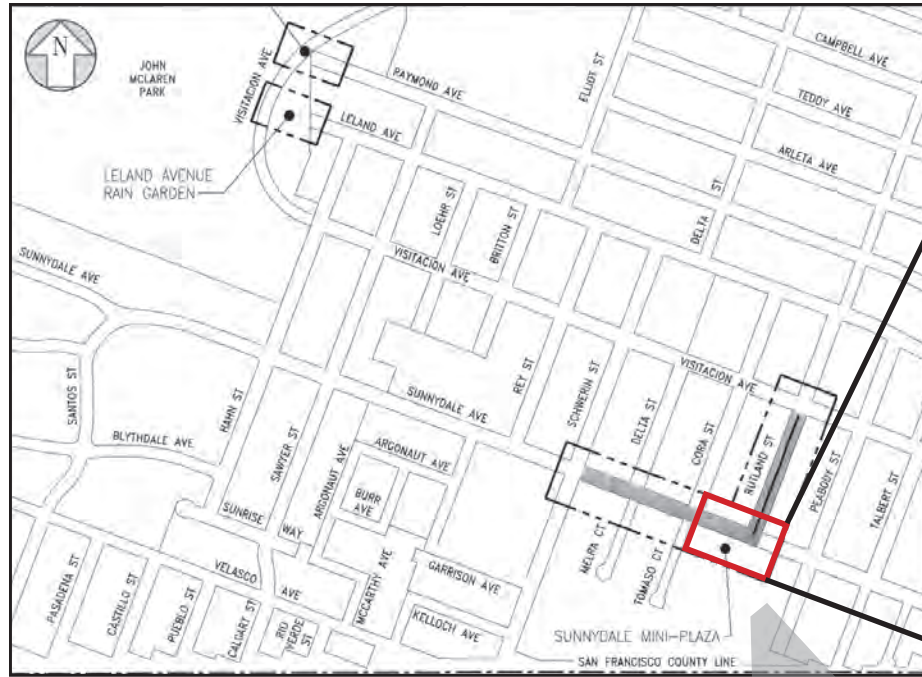 N
JOHN
MCLAREN
PARK
VISITACION AVE
RAYMOND AVE
LELAND AVE
ELLIOT ST
CAMPBELL AVE
TEDDY AVE
ARLETA AVE
LELAND AVENUE
RAIN GARDEN
LOEHR ST
BRITTON ST
DELTA ST
SUNNYDALE AVE
VISITACION AVE
SANTOS ST
HAHN ST
REY ST
SCHWERIN ST
VISITACION AVE
SUNNYDALE AVE
DELTA ST
CORA ST
RUTLAND ST
PEABODY ST
TALBERT ST
BLYTHDALE AVE
SAWYER ST
ARGONAUT AVE
ARGONAUT AVE
BURR
AVE
SUNRISE
WAY
VELASCO
AVE
MCCARTHY AVE
GARRISON AVE
KELLOCH AVE
MELRA CT
TOMASO CT
PASADENA ST
CASTILLO ST
PUEBLO ST
CALGARY ST
RIO
VERDE
ST
SUNNYDALE MINI-PLAZA
SAN FRANCISCO COUNTY LINE